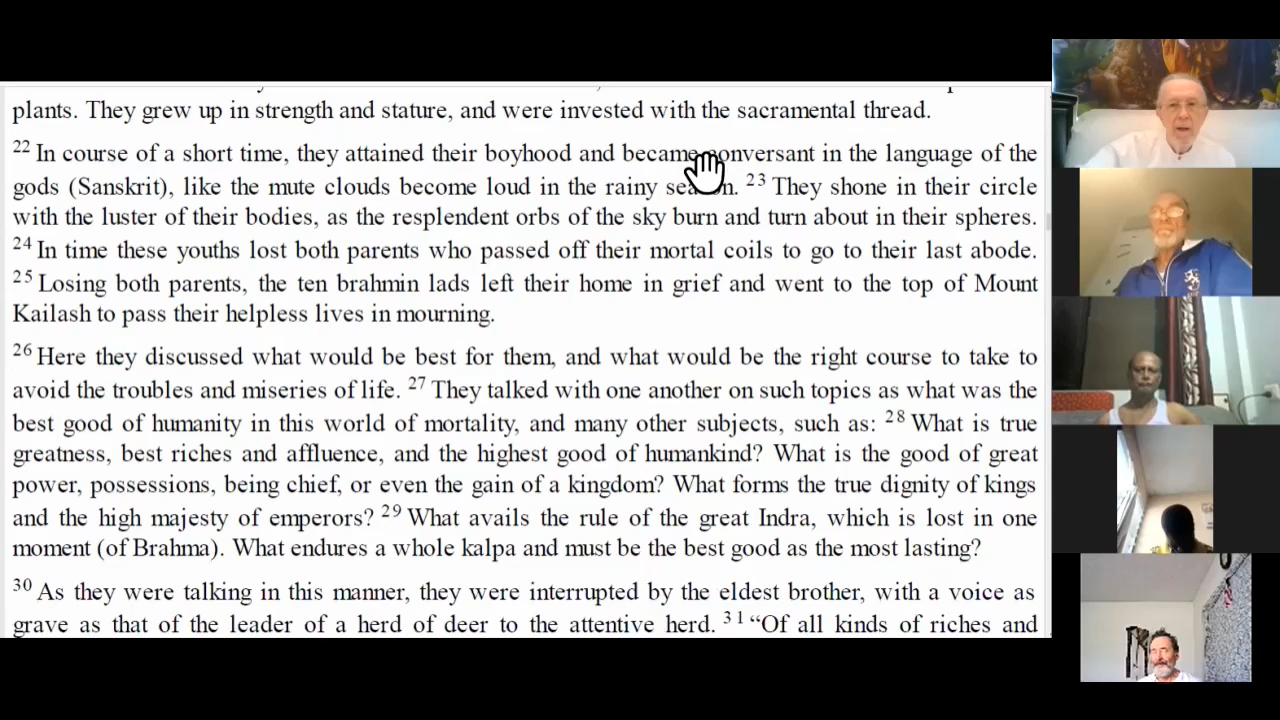 plants. They grew up in strength and stature, and were invested with the sacramental thread.
22 In course of a short time, they attained their boyhood and became conversant in the language of the
gods (Sanskrit), like the mute clouds become loud in the rainy season. 23 They shone in their circle
with the luster of their bodies, as the resplendent orbs of the sky burn and turn about in their spheres.
24 In time these youths lost both parents who passed off their mortal coils to go to their last abode.
25 Losing both parents, the ten brahmin lads left their home in grief and went to the top of Mount
Kailash to pass their helpless lives in mourning.
26 Here they discussed what would be best for them, and what would be the right course to take to
avoid the troubles and miseries of life. 27 They talked with one another on such topics as what was the
best good of humanity in this world of mortality, and many other subjects, such as: 28 What is true
greatness, best riches and affluence, and the highest good of humankind? What is the good of great
power, possessions, being chief, or even the gain of a kingdom? What forms the true dignity of kings
and the high majesty of emperors? 29 What avails the rule of the great Indra, which is lost in one
moment (of Brahma). What endures a whole kalpa and must be the best good as the most lasting?
30 As they were talking in this manner, they were interrupted by the eldest brother, with a voice as
grave as that of the leader of a herd of deer to the attentive herd. 31 “Of all kinds of riches and